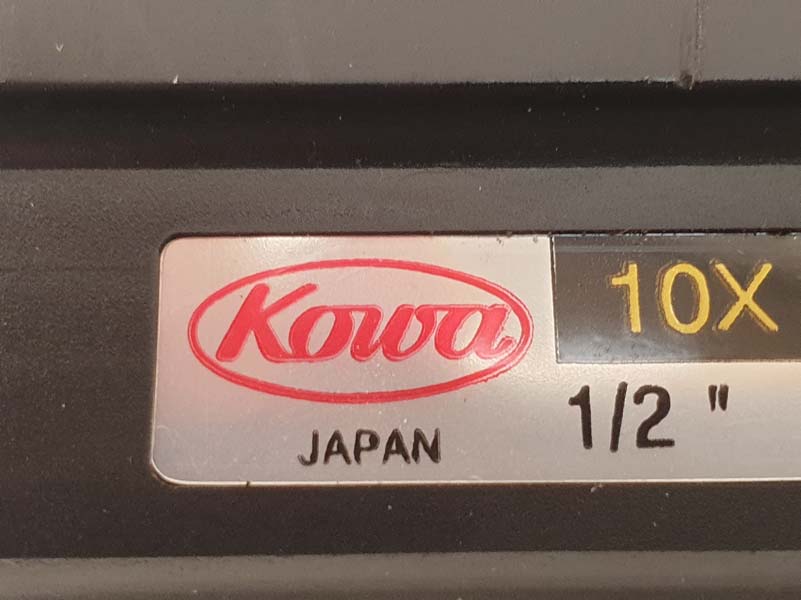 Kowa
10X
1/2 "
JAPAN